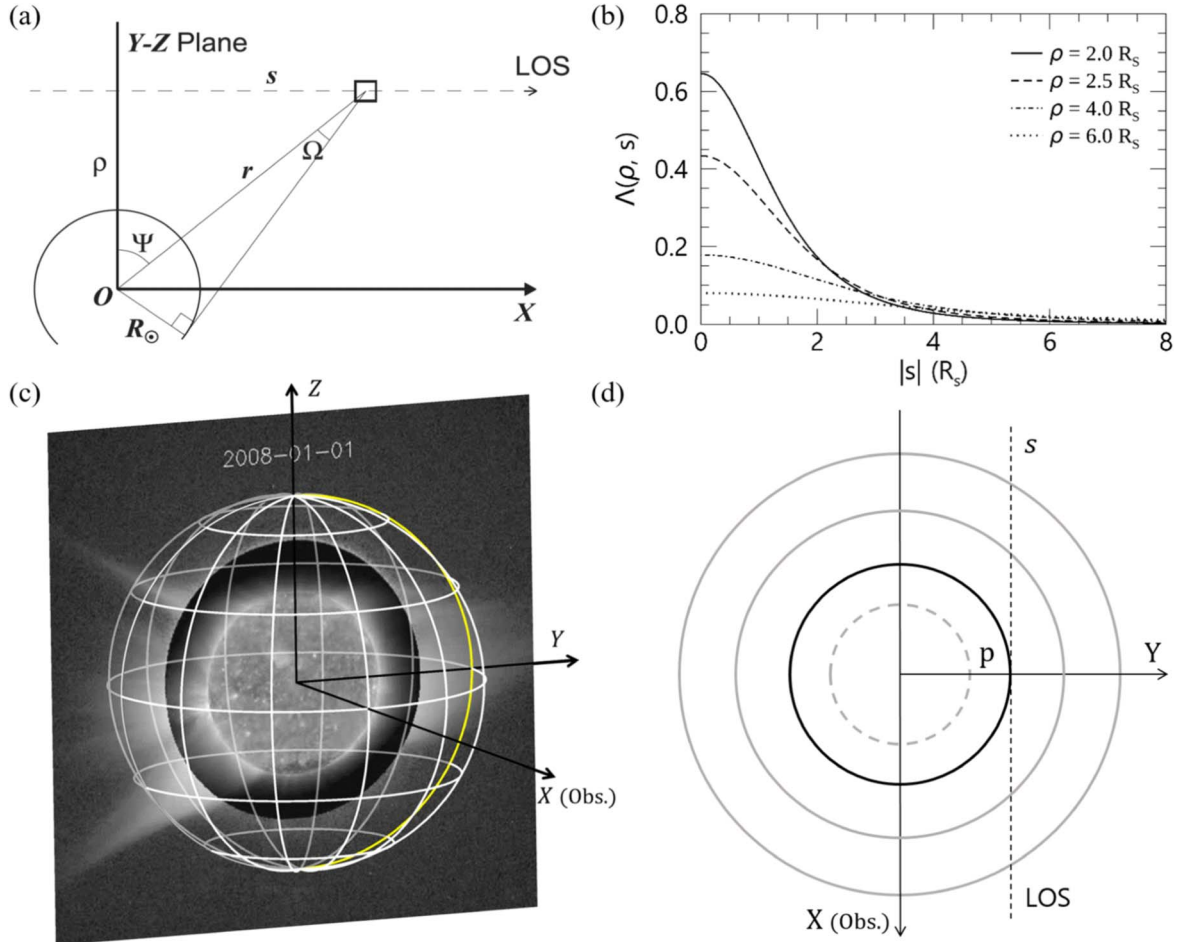 (a)
Y-Z Plane
s
LOS
Ω
ρ
r
Ψ
O
X
R⊙
(b)
Λ(ρ, s)
0.8
0.6
0.4
0.2
0.0
0
2
4
6
8
|s| (Rs)
ρ = 2.0 RS
ρ = 2.5 RS
ρ = 4.0 RS
ρ = 6.0 RS
(c)
Z
2008-01-01
Y
X (Obs.)
(d)
s
p
Y
LOS
X (Obs.)